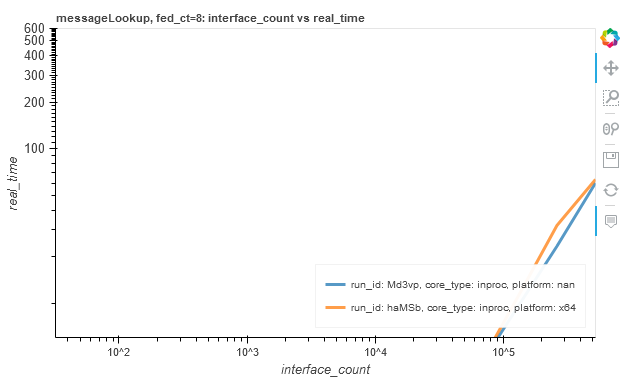 messageLookup, fed_ct=8: interface_count vs real_time
600
500
400
300
200
100
real_time
run_id: Md3vp, core_type: inproc, platform: nan
run_id: haMSb, core_type: inproc, platform: x64
10^2
10^3
10^4
10^5
interface_count